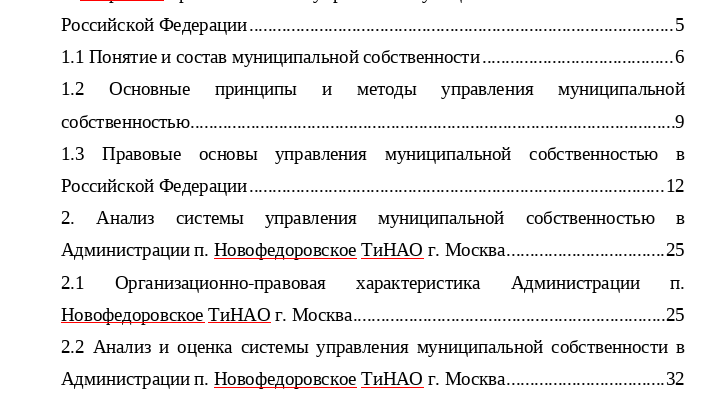 Российской Федерации..........................................................................................5
1.1 Понятие и состав муниципальной собственности........................................6
1.2 Основные принципы и методы управления муниципальной
собственностью......................................................................................................9
1.3 Правовые основы управления муниципальной собственностью в
Российской Федерации........................................................................................12
2. Анализ системы управления муниципальной собственностью в
Администрации п. Новофедоровское ТиНАО г. Москва..................................25
2.1 Организационно-правовая характеристика Администрации п.
Новофедоровское ТиНАО г. Москва..................................................................25
2.2 Анализ и оценка системы управления муниципальной собственности в
Администрации п. Новофедоровское ТиНАО г. Москва..................................32